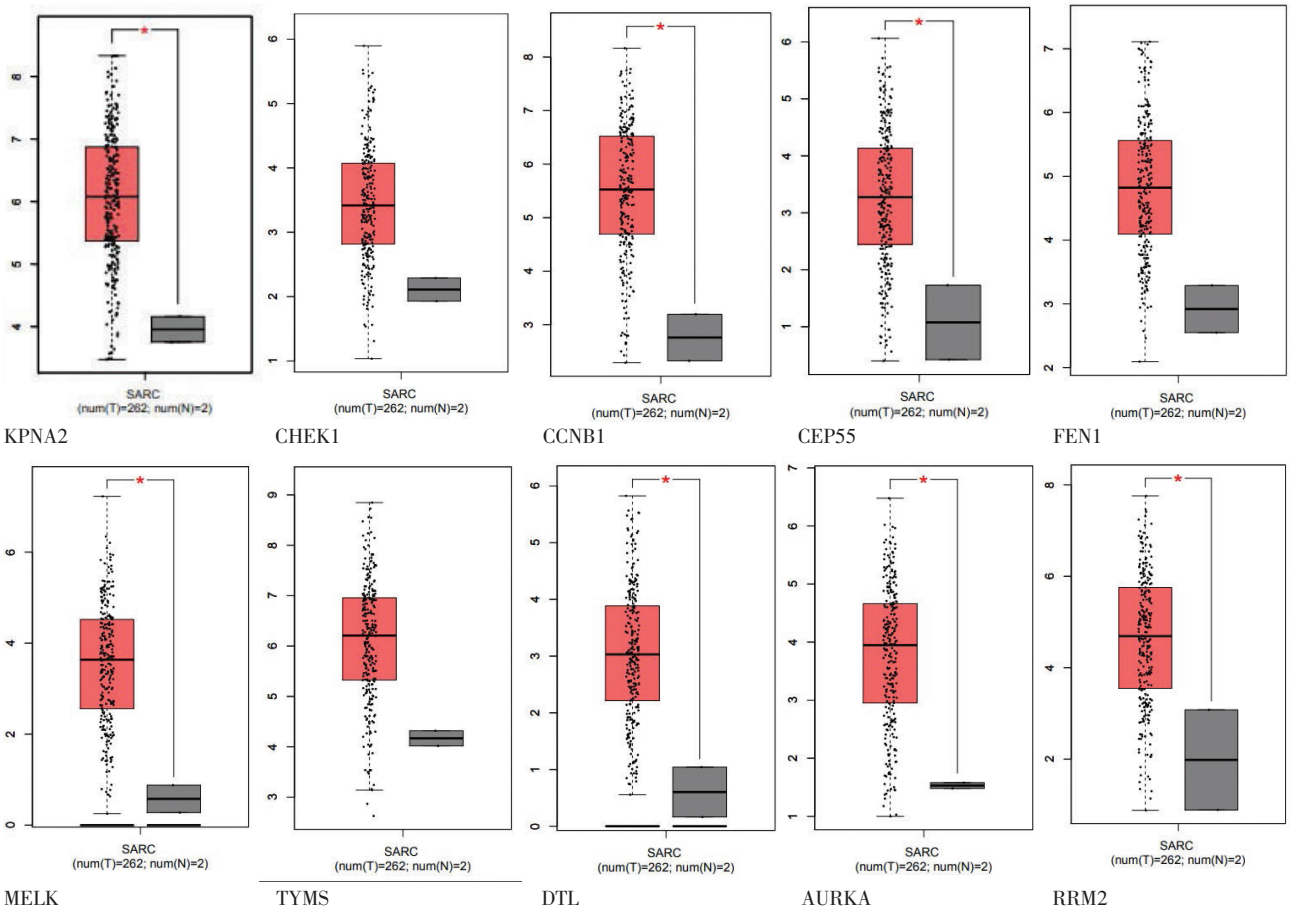 *
8
7
6
5
4
SARC
(num(T)=262; num(N)=2)
KPNA2
6
5
4
3
2
1
SARC
(num(T)=262; num(N)=2)
CHEK1
*
8
7
6
5
3
SARC
(num(T)=262; num(N)=2)
CCNB1
*
6
5
4
3
2
1
SARC
(num(T)=262; num(N)=2)
CEP55
7
6
5
4
3
2
SARC
(num(T)=262; num(N)=2)
FEN1
*
6
4
2
0
SARC
(num(T)=262; num(N)=2)
MELK
9
8
7
6
5
4
3
SARC
(num(T)=262; num(N)=2)
TYMS
*
6
5
4
3
2
1
0
SARC
(num(T)=262; num(N)=2)
DTL
*
7
6
5
4
3
2
1
SARC
(num(T)=262; num(N)=2)
AURKA
*
8
6
4
2
SARC
(num(T)=262; num(N)=2)
RRM2